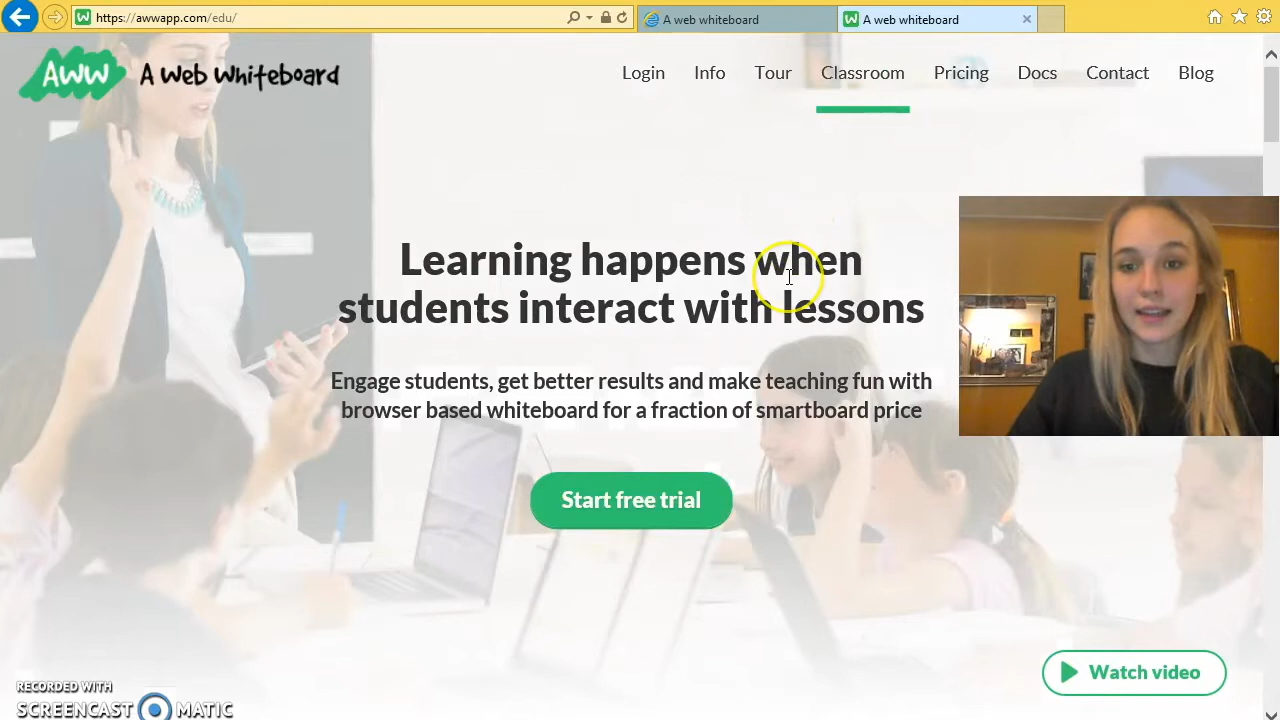 https://awwapp.com/edu/
A web whiteboard
A web whiteboard
AWW A Web Whiteboard
Login Info Tour Classroom Pricing Docs Contact Blog
Learning happens when
students interact with lessons
Engage students, get better results and make teaching fun with
browser based whiteboard for a fraction of smartboard price
Start free trial
Watch video
RECORDED WITH
SCREENCAST MATIC